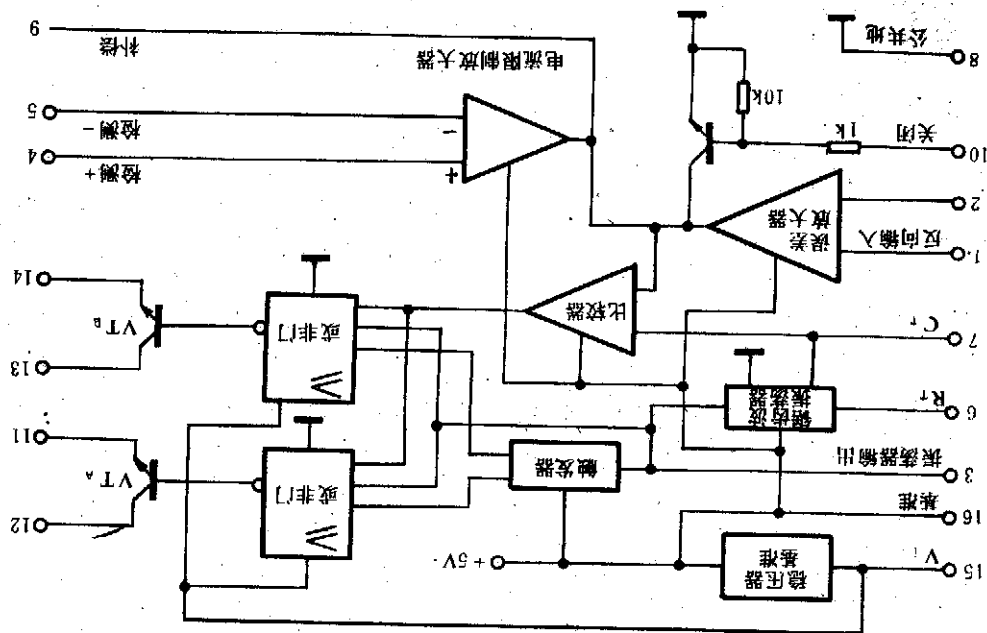 15 Vᵢ
稳压器
基准
+5V
12
16 基准
或非门
≥
3 振荡器输出
触发器
VT_A
11
6 R_T
锯齿波
振荡器
≥
13
7 C_T
比较器
或非门
VT_B
14
1 反向输入
误差
放大器
2
+ 检测+ 4
10 关闭
1k
- 检测- 5
10k
8 公共地
电流限制放大器
补偿 9